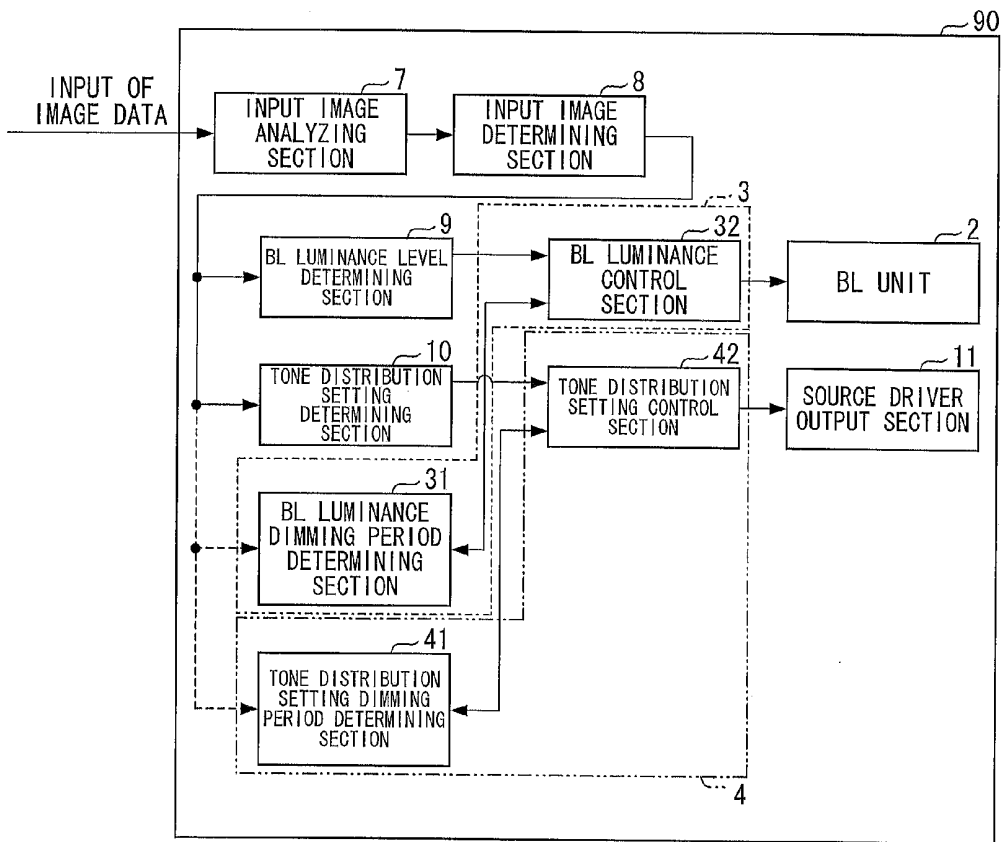 90
INPUT OF
IMAGE DATA
7
INPUT IMAGE
ANALYZING
SECTION
8
INPUT IMAGE
DETERMINING
SECTION
3
9
BL LUMINANCE LEVEL
DETERMINING
SECTION
32
BL LUMINANCE
CONTROL
SECTION
2
BL UNIT
10
TONE DISTRIBUTION
SETTING
DETERMINING
SECTION
42
TONE DISTRIBUTION
SETTING CONTROL
SECTION
11
SOURCE DRIVER
OUTPUT SECTION
31
BL LUMINANCE
DIMMING PERIOD
DETERMINING
SECTION
41
TONE DISTRIBUTION
SETTING DIMMING
PERIOD DETERMINING
SECTION
4